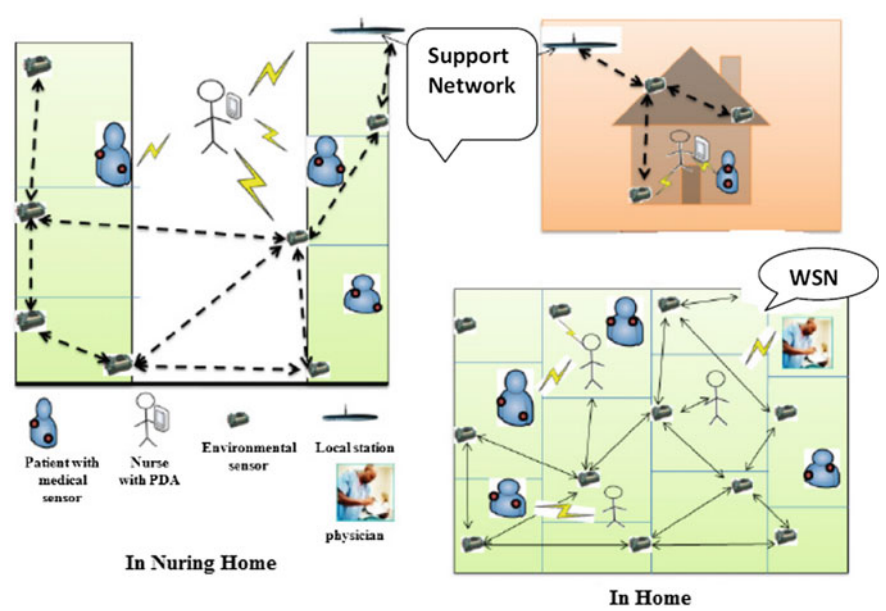 Support
Network
WSN
Patient with
medical
sensor
Nurse
with PDA
Environmental
sensor
Local station
physician
In Nuring Home
In Home